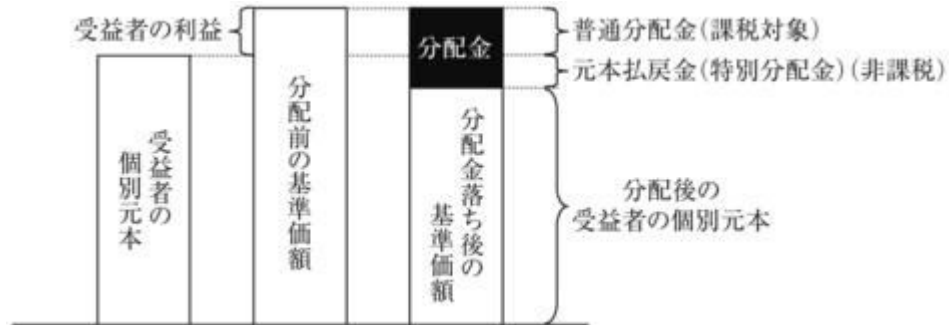 受益者の利益
分配金
普通分配金(課税対象)
元本払戻金(特別分配金)(非課税)
受益者の
個別元本
分配前の基準価額
分配金落ち後の
基準価額
分配後の
受益者の個別元本